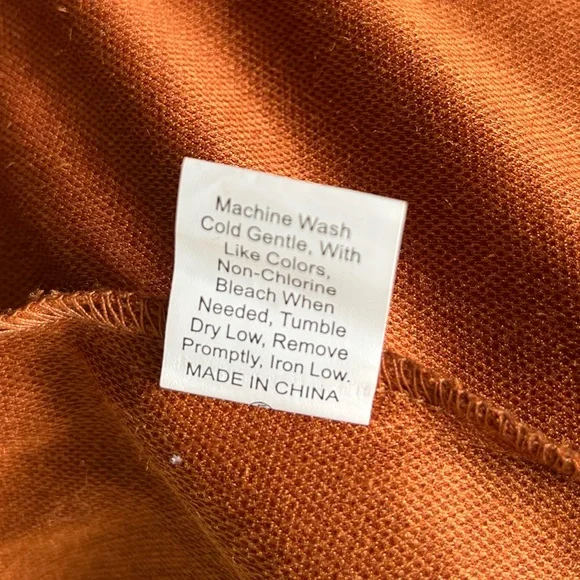 Machine Wash
Cold Gentle, With
Like Colors,
Non-Chlorine
Bleach When
Needed, Tumble
Dry Low, Remove
Promptly, Iron Low.
MADE IN CHINA